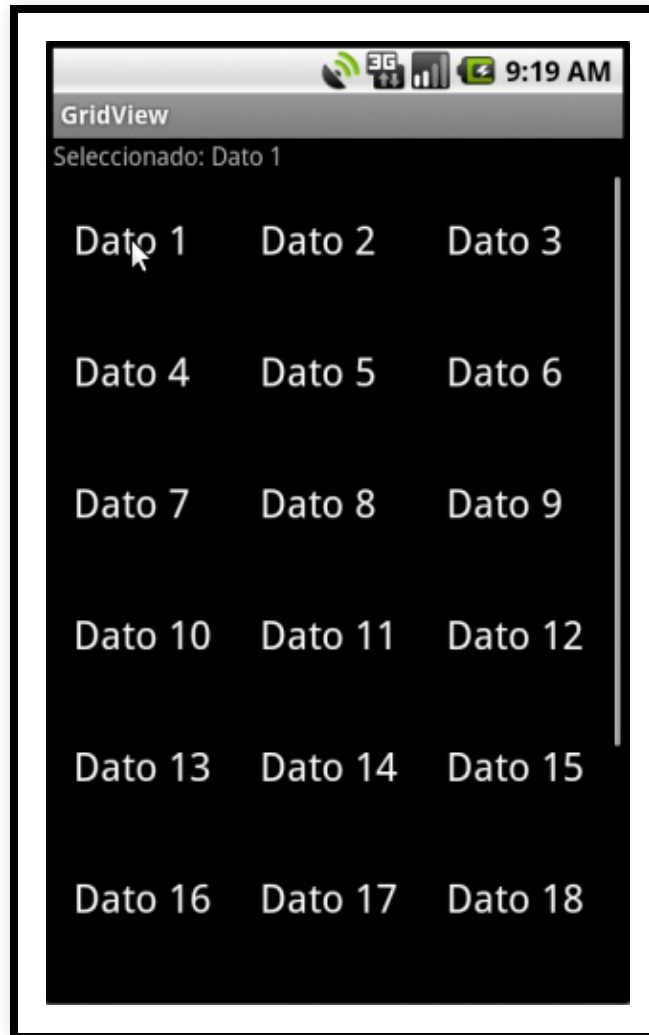 3G 9:19 AM
GridView
Seleccionado: Dato 1
Dato 1 Dato 2 Dato 3
Dato 4 Dato 5 Dato 6
Dato 7 Dato 8 Dato 9
Dato 10 Dato 11 Dato 12
Dato 13 Dato 14 Dato 15
Dato 16 Dato 17 Dato 18